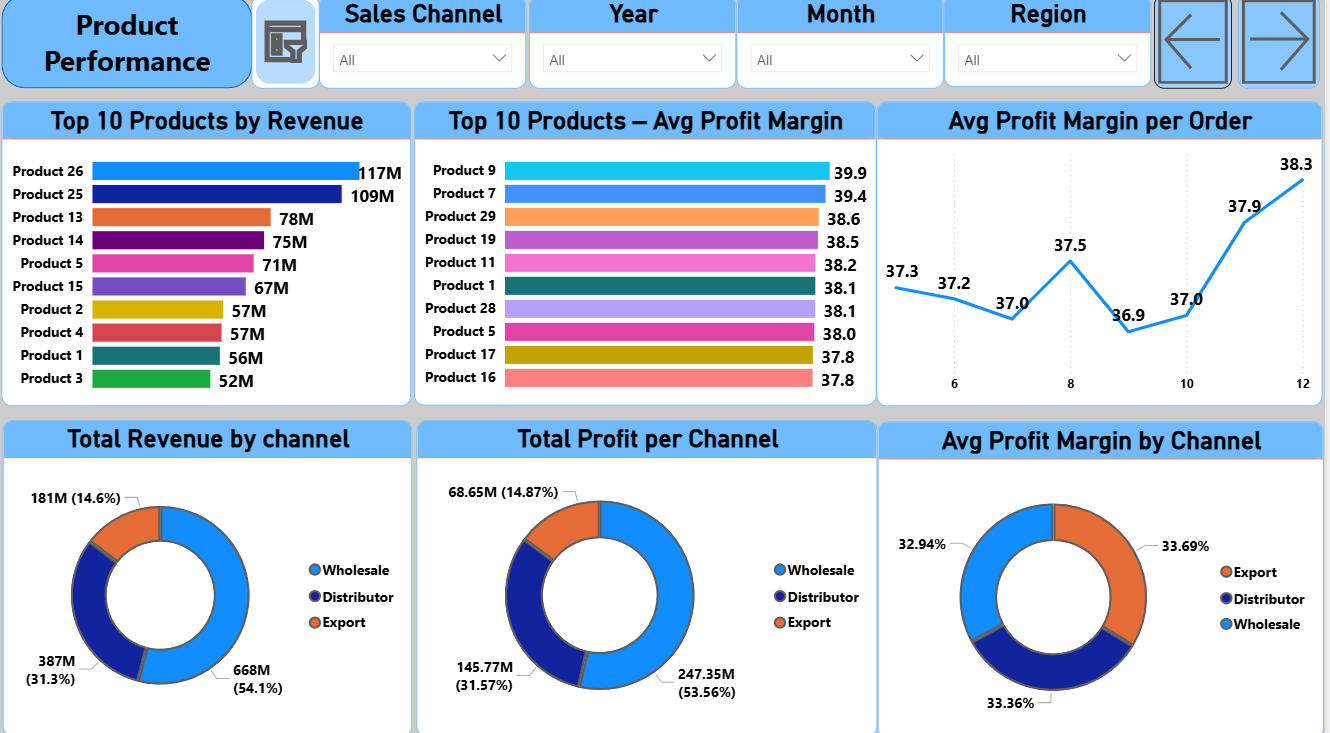 Product
Performance
Sales Channel
All
Year
All
Month
All
Region
All
Top 10 Products by Revenue
Product 26 117M
Product 25 109M
Product 13 78M
Product 14 75M
Product 5 71M
Product 15 67M
Product 2 57M
Product 4 57M
Product 1 56M
Product 3 52M
Top 10 Products – Avg Profit Margin
Product 9 39.9
Product 7 39.4
Product 29 38.6
Product 19 38.5
Product 11 38.2
Product 1 38.1
Product 28 38.1
Product 5 38.0
Product 17 37.8
Product 16 37.8
Avg Profit Margin per Order
37.3
37.2
37.0
37.5
36.9
37.0
37.9
38.3
6 8 10 12
Total Revenue by channel
181M (14.6%)
387M
(31.3%)
668M
(54.1%)
Wholesale
Distributor
Export
Total Profit per Channel
68.65M (14.87%)
145.77M
(31.57%)
247.35M
(53.56%)
Wholesale
Distributor
Export
Avg Profit Margin by Channel
32.94%
33.69%
33.36%
Export
Distributor
Wholesale